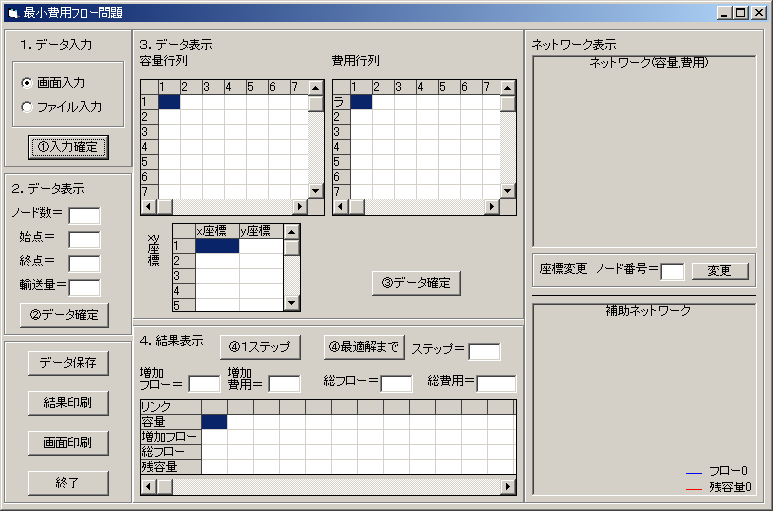 最小費用フロー問題
1. データ入力
画面入力
ファイル入力
①入力確定
2. データ表示
ノード数＝
始点＝
終点＝
輸送量＝
②データ確定
データ保存
結果印刷
画面印刷
終了
3. データ表示
容量行列
1 2 3 4 5 6 7
1
2
3
4
5
6
7
費用行列
1 2 3 4 5 6 7
ラ
2
3
4
5
6
7
xy座標
x座標 y座標
1
2
3
4
5
③データ確定
4. 結果表示
④1ステップ
④最適解まで
ステップ＝
増加フロー＝
増加費用＝
総フロー＝
総費用＝
リンク
容量
増加フロー
総フロー
残容量
ネットワーク表示
ネットワーク(容量,費用)
座標変更 ノード番号＝ 変更
補助ネットワーク
フロー0
残容量0